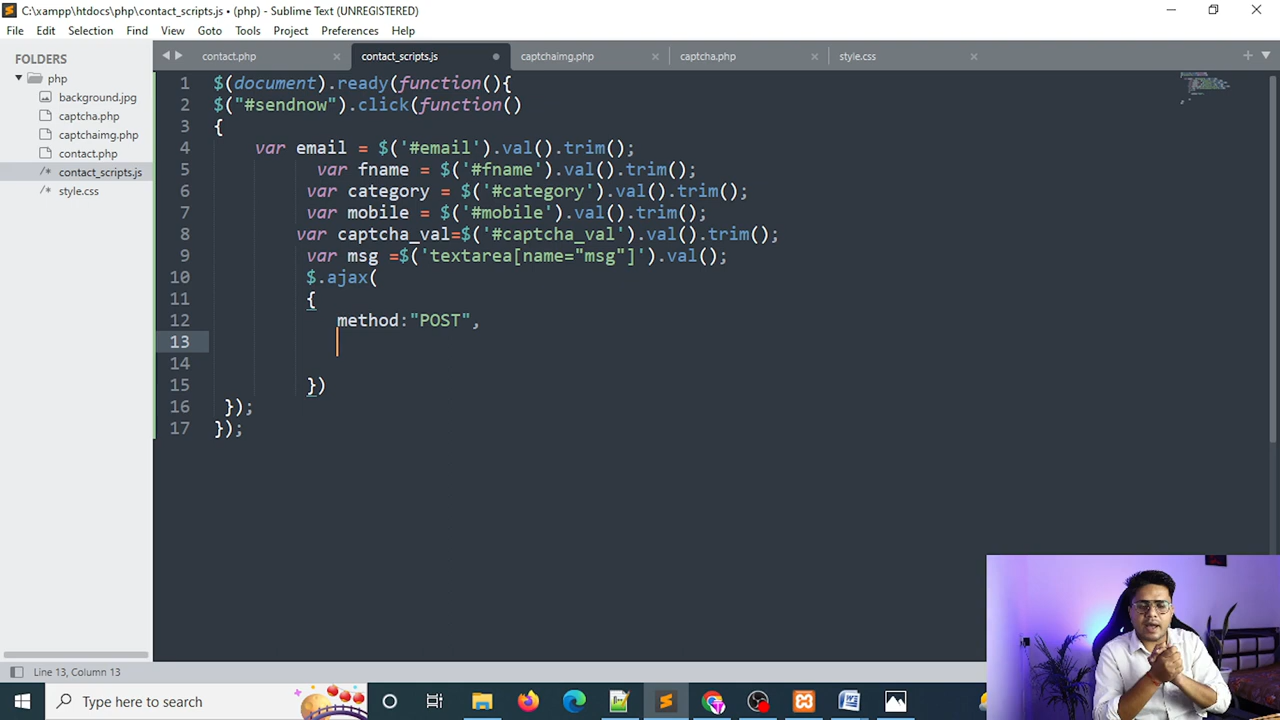 C:\xampp\htdocs\php\contact_scripts.js • (php) - Sublime Text (UNREGISTERED)
File Edit Selection Find View Goto Tools Project Preferences Help
FOLDERS
php
background.jpg
captcha.php
captchaimg.php
contact.php
/* contact_scripts.js
style.css
contact.php contact_scripts.js captchaimg.php captcha.php style.css
1 $(document).ready(function(){
2 $("#sendnow").click(function()
3 {
4 var email = $('#email').val().trim();
5 var fname = $('#fname').val().trim();
6 var category = $('#category').val().trim();
7 var mobile = $('#mobile').val().trim();
8 var captcha_val=$('#captcha_val').val().trim();
9 var msg =$('textarea[name="msg"]').val();
10 $.ajax(
11 {
12 method:"POST",
13
14
15 })
16 });
17 });
Line 13, Column 13
Type here to search